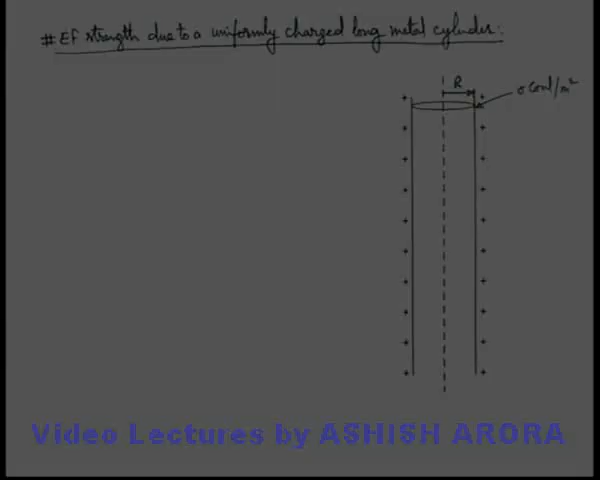 # EF strength due to a uniformly charged long metal cylinder:
R
σ coul/m²
Video Lectures by ASHISH ARORA